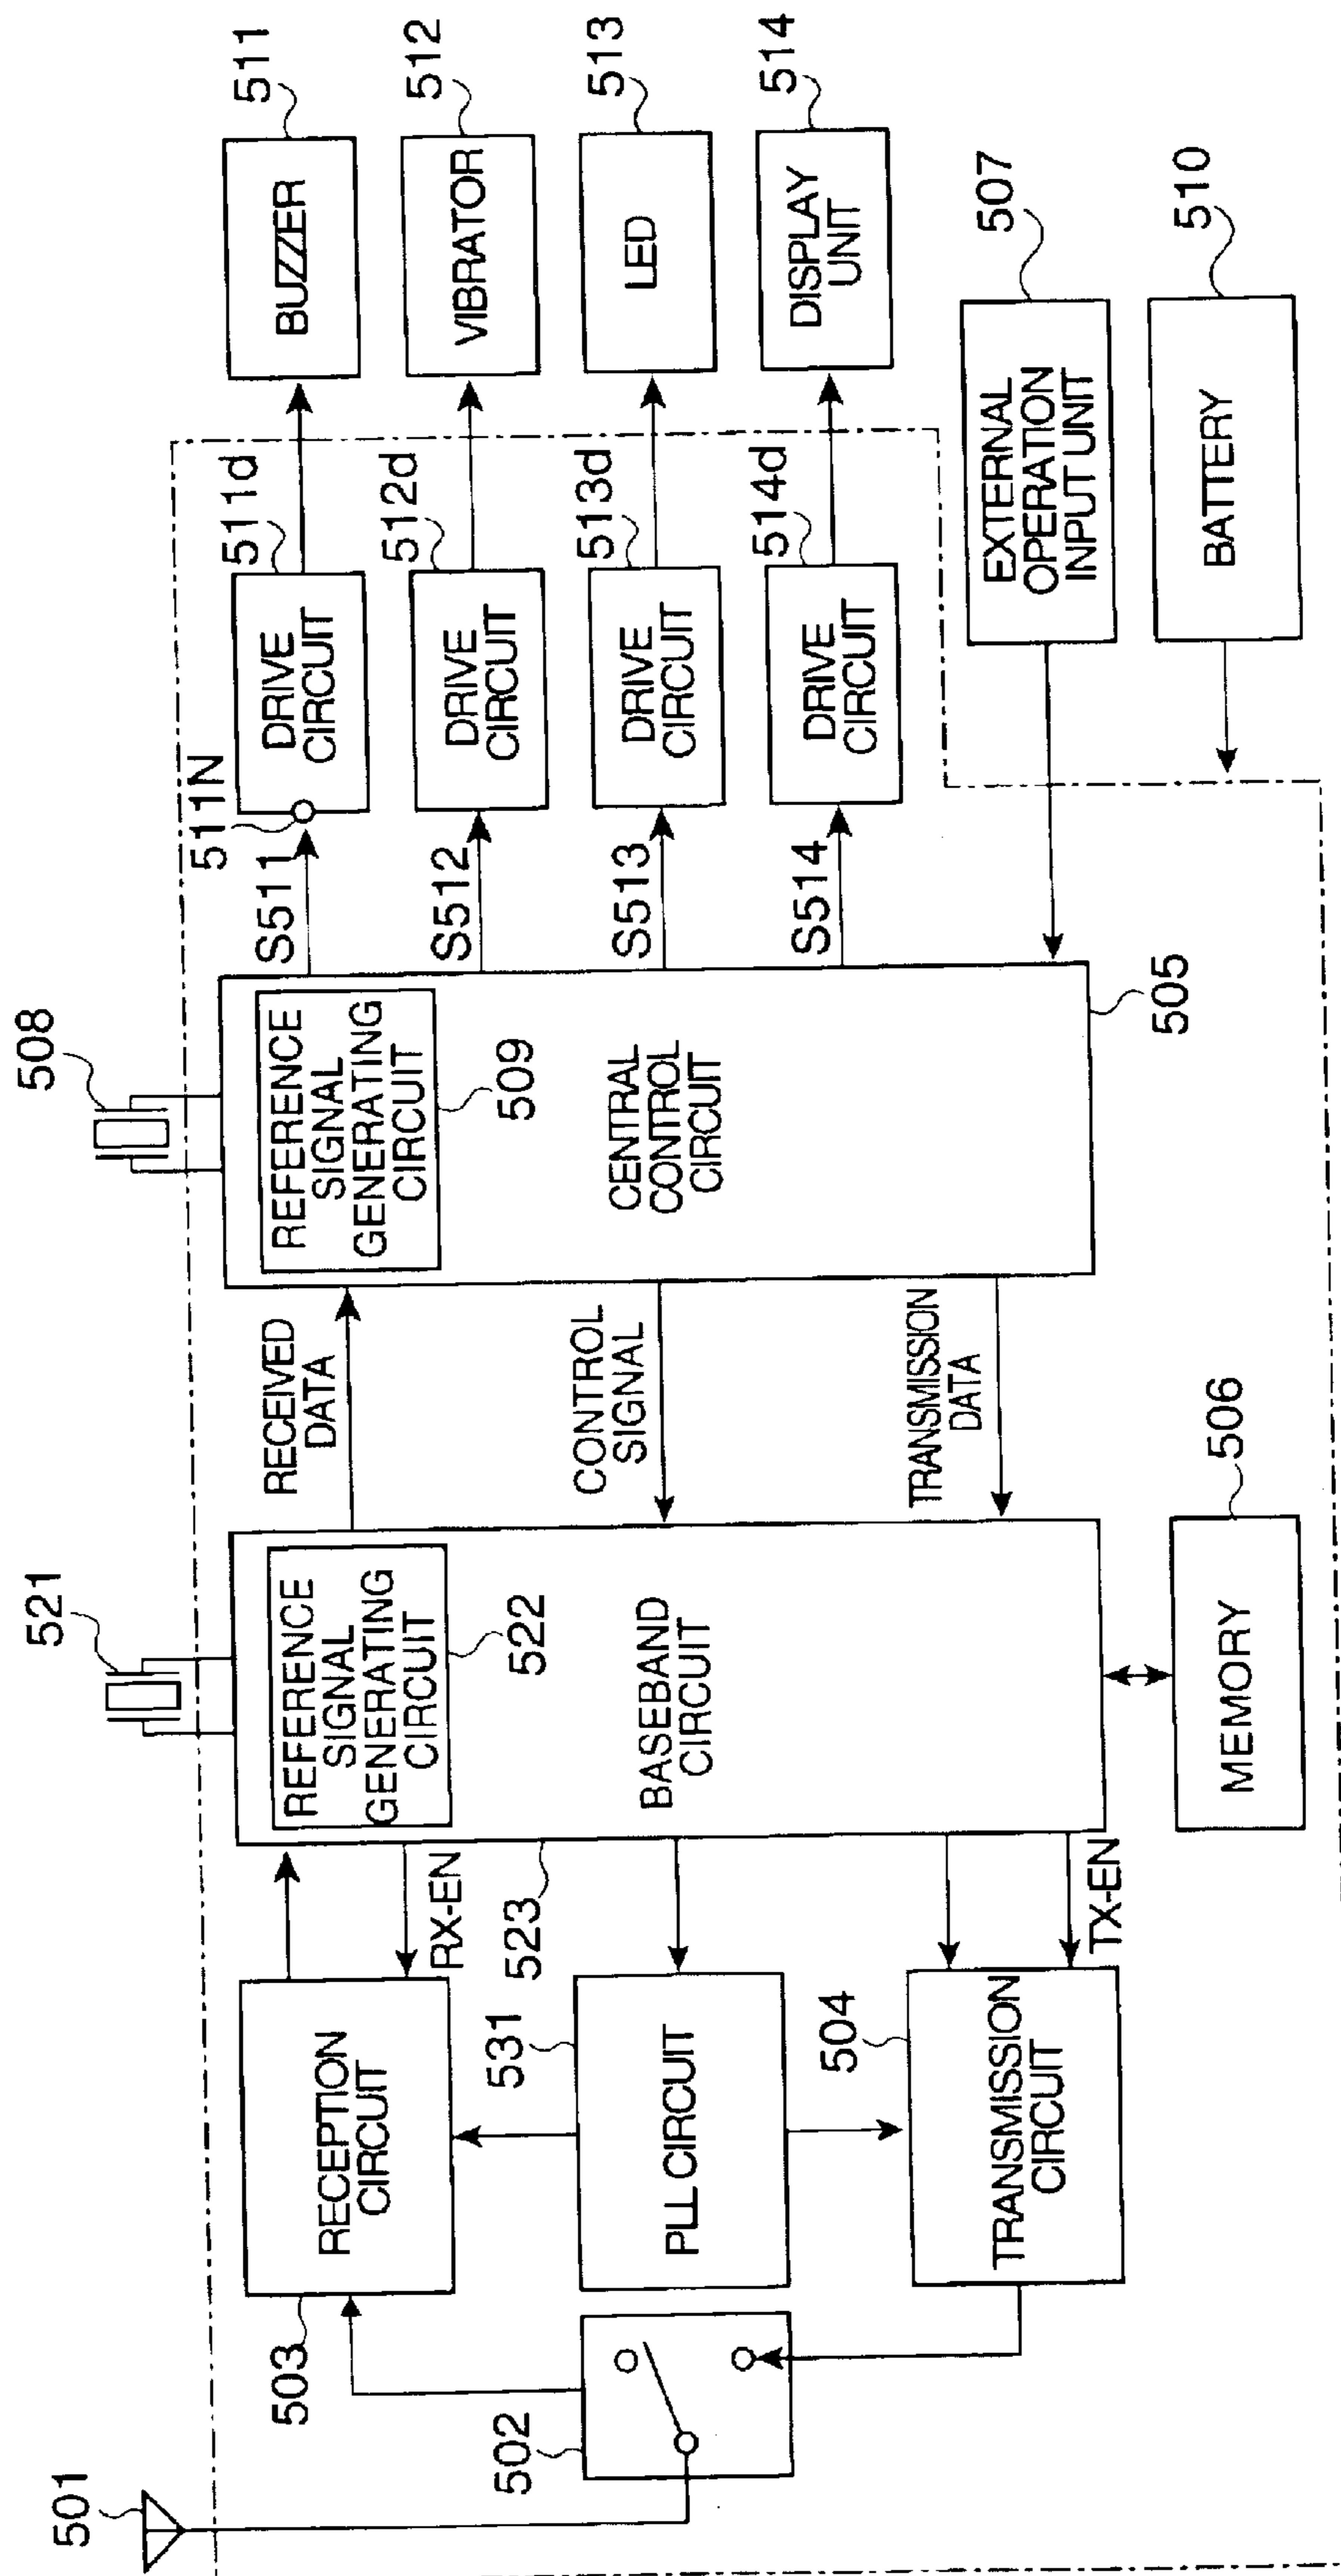 501
502
503
RECEPTION
CIRCUIT
RX-EN
531
PLL CIRCUIT
504
TRANSMISSION
CIRCUIT
TX-EN
521
REFERENCE
SIGNAL
GENERATING
CIRCUIT
522
BASEBAND
CIRCUIT
523
MEMORY
506
RECEIVED
DATA
CONTROL
SIGNAL
TRANSMISSION
DATA
508
REFERENCE
SIGNAL
GENERATING
CIRCUIT
509
CENTRAL
CONTROL
CIRCUIT
505
S511
S512
S513
S514
511N
DRIVE
CIRCUIT
511d
DRIVE
CIRCUIT
512d
DRIVE
CIRCUIT
513d
DRIVE
CIRCUIT
514d
BUZZER
511
VIBRATOR
512
LED
513
DISPLAY
UNIT
514
EXTERNAL
OPERATION
INPUT UNIT
507
BATTERY
510